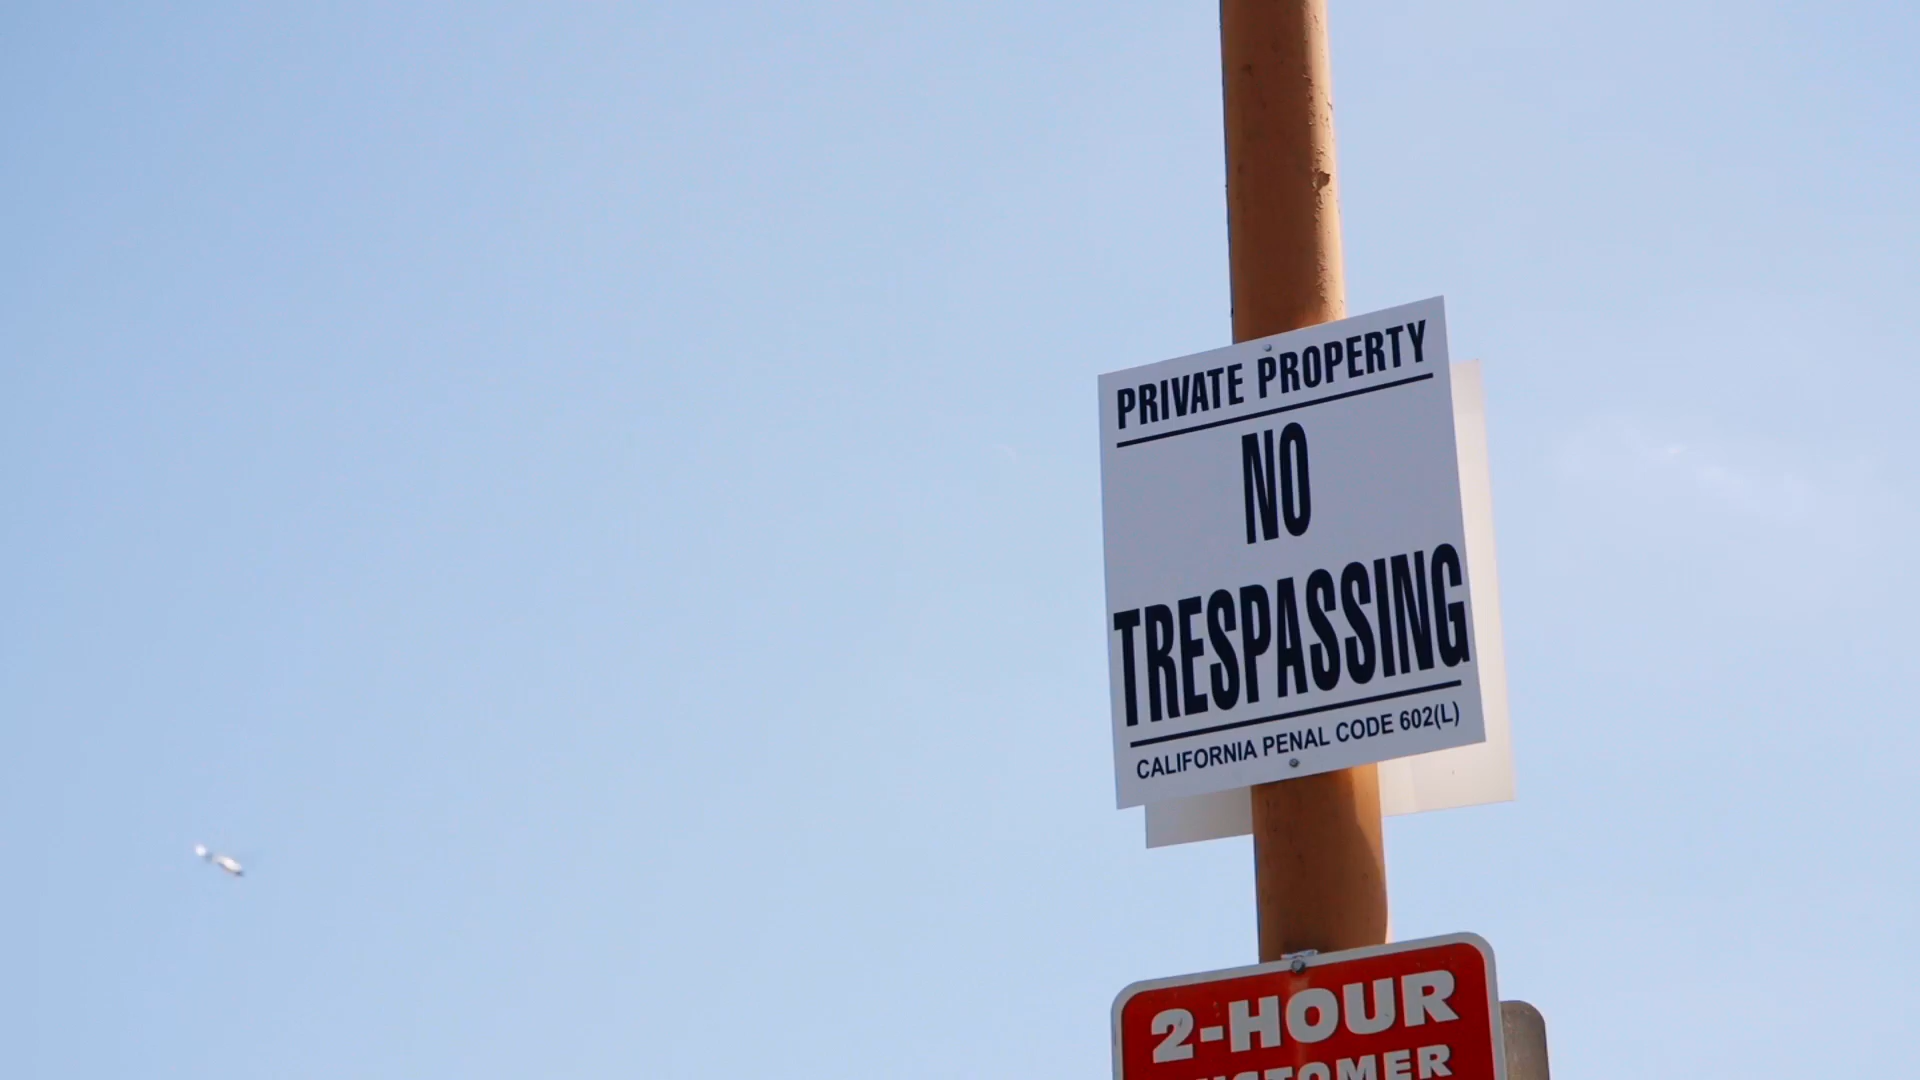 PRIVATE PROPERTY
NO
TRESPASSING
CALIFORNIA PENAL CODE 602(L)
2-HOUR